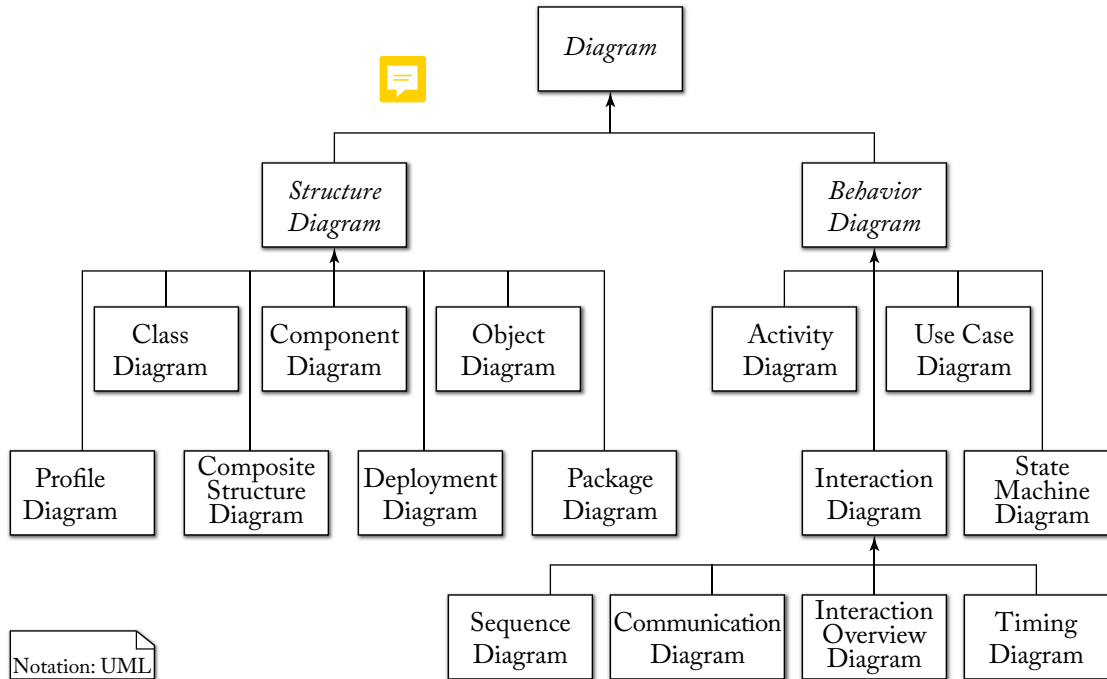 Diagram
Structure
Diagram
Behavior
Diagram
Class
Diagram
Component
Diagram
Object
Diagram
Activity
Diagram
Use Case
Diagram
Profile
Diagram
Composite
Structure
Diagram
Deployment
Diagram
Package
Diagram
Interaction
Diagram
State
Machine
Diagram
Sequence
Diagram
Communication
Diagram
Interaction
Overview
Diagram
Timing
Diagram
Notation: UML